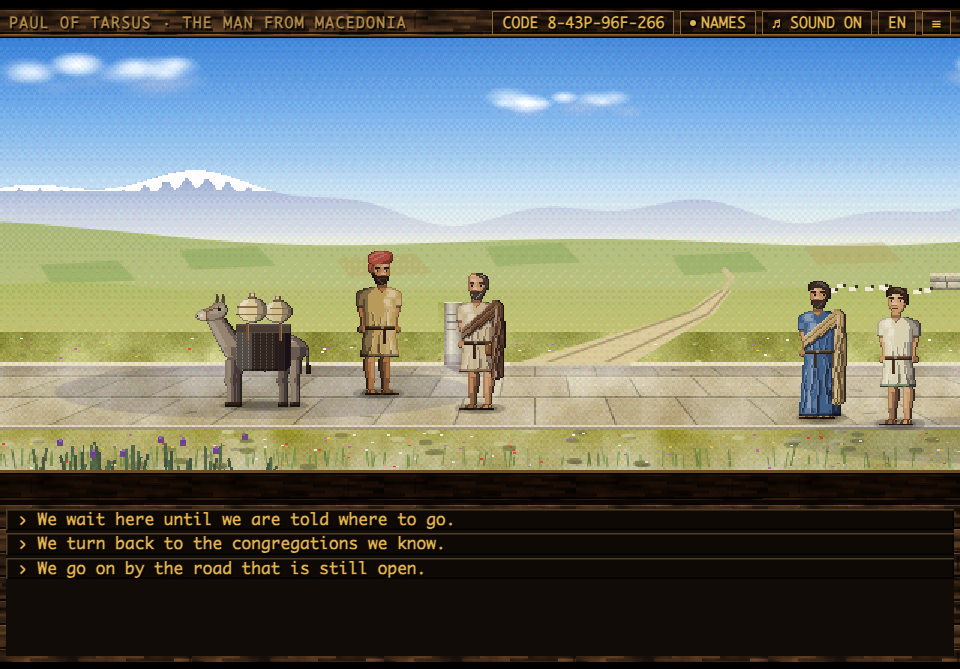 PAUL OF TARSUS · THE MAN FROM MACEDONIA
CODE 8-43P-96F-266
• NAMES
♬ SOUND ON
EN
≡
› We wait here until we are told where to go.
› We turn back to the congregations we know.
› We go on by the road that is still open.